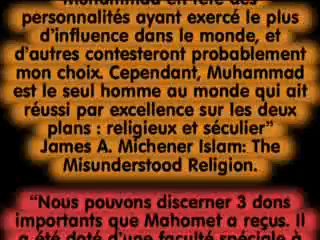 Muhammad en tête des
personnalités ayant exercé le plus
d'influence dans le monde, et
d'autres contesteront probablement
mon choix. Cependant, Muhammad
est le seul homme au monde qui ait
réussi par excellence sur les deux
plans : religieux et séculier”
James A. Michener Islam: The
Misunderstood Religion.
“Nous pouvons discerner 3 dons
importants que Mahomet a reçus. Il
a été doté d'une faculté spéciale à